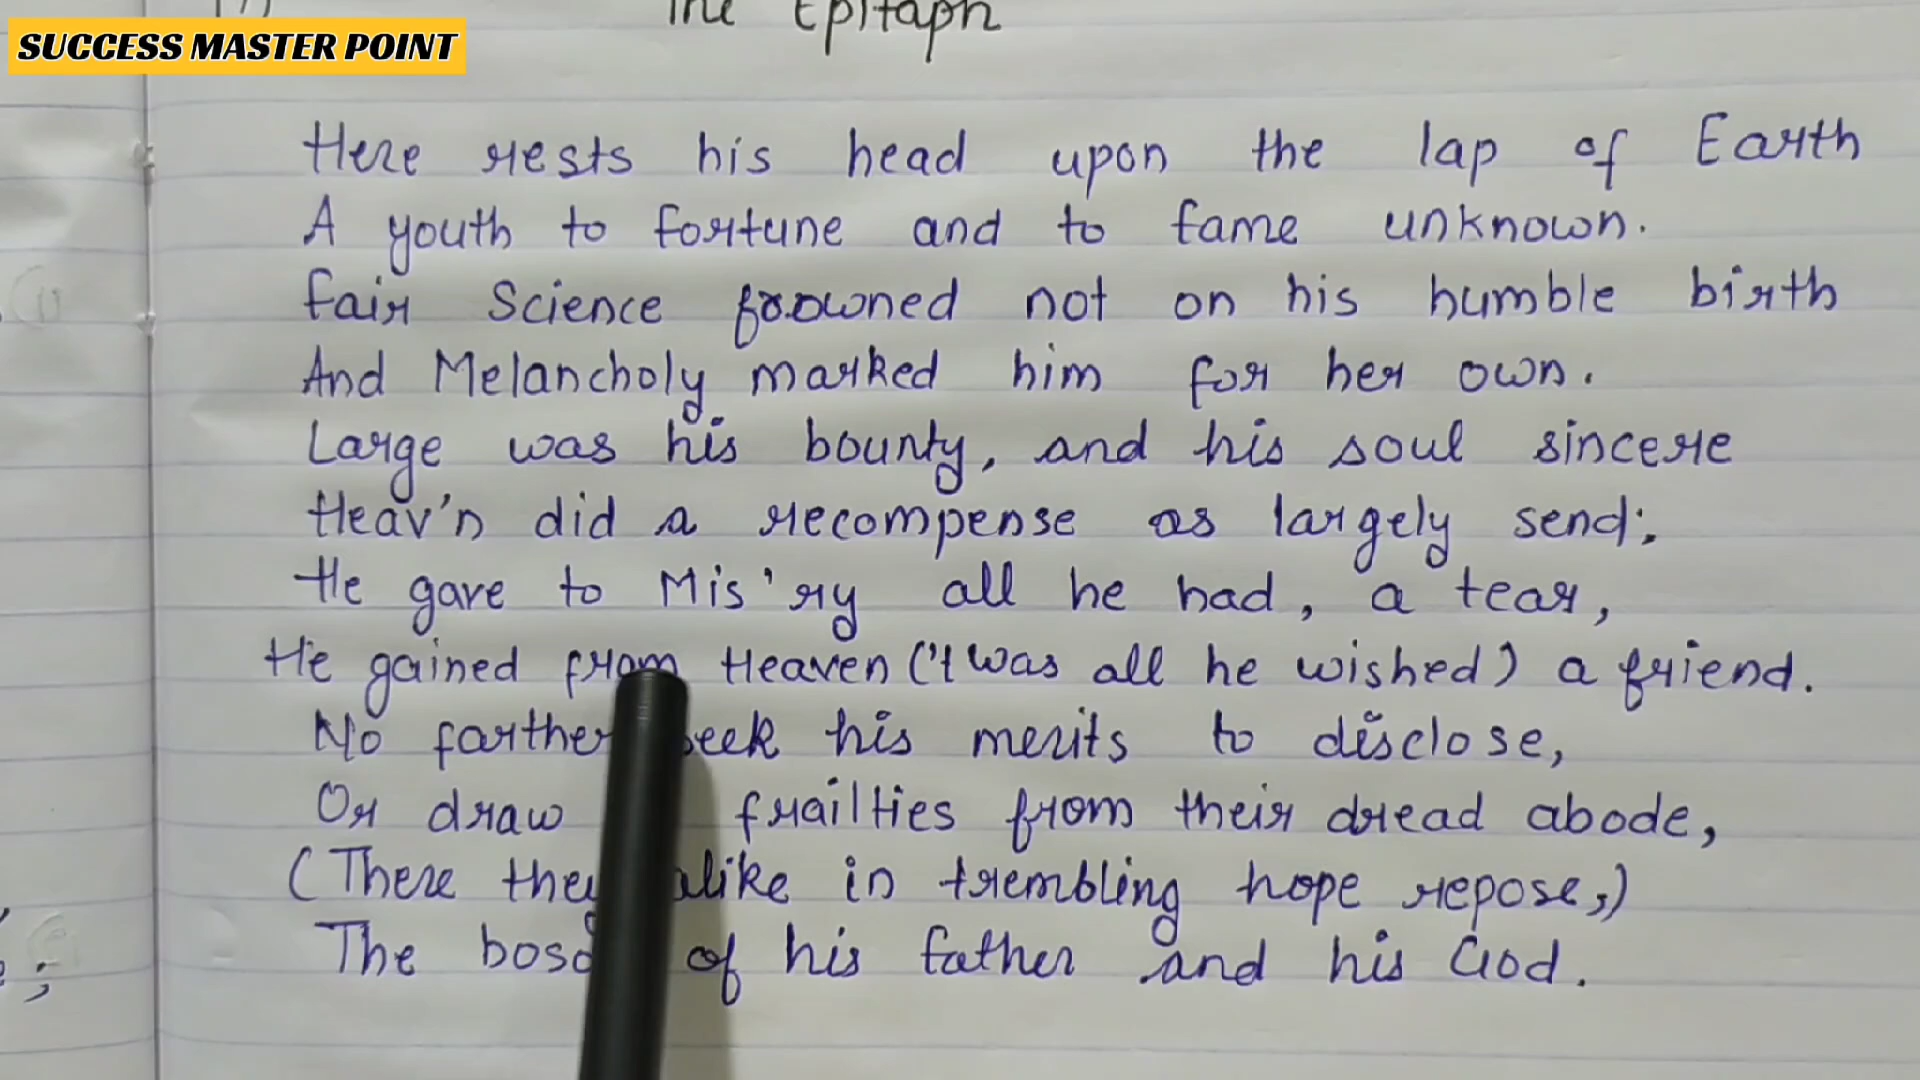 The Epitaph
SUCCESS MASTER POINT
Here rests his head upon the lap of Earth
A youth to fortune and to fame unknown.
Fair Science frowned not on his humble birth
And Melancholy marked him for her own.
Large was his bounty, and his soul sincere
Heav'n did a recompense as largely send;
He gave to Mis'ry all he had, a tear,
He gained from Heaven ('t was all he wished) a friend.
No farther seek his merits to disclose,
Or draw frailties from their dread abode,
(There they alike in trembling hope repose,)
The of his father and his God.